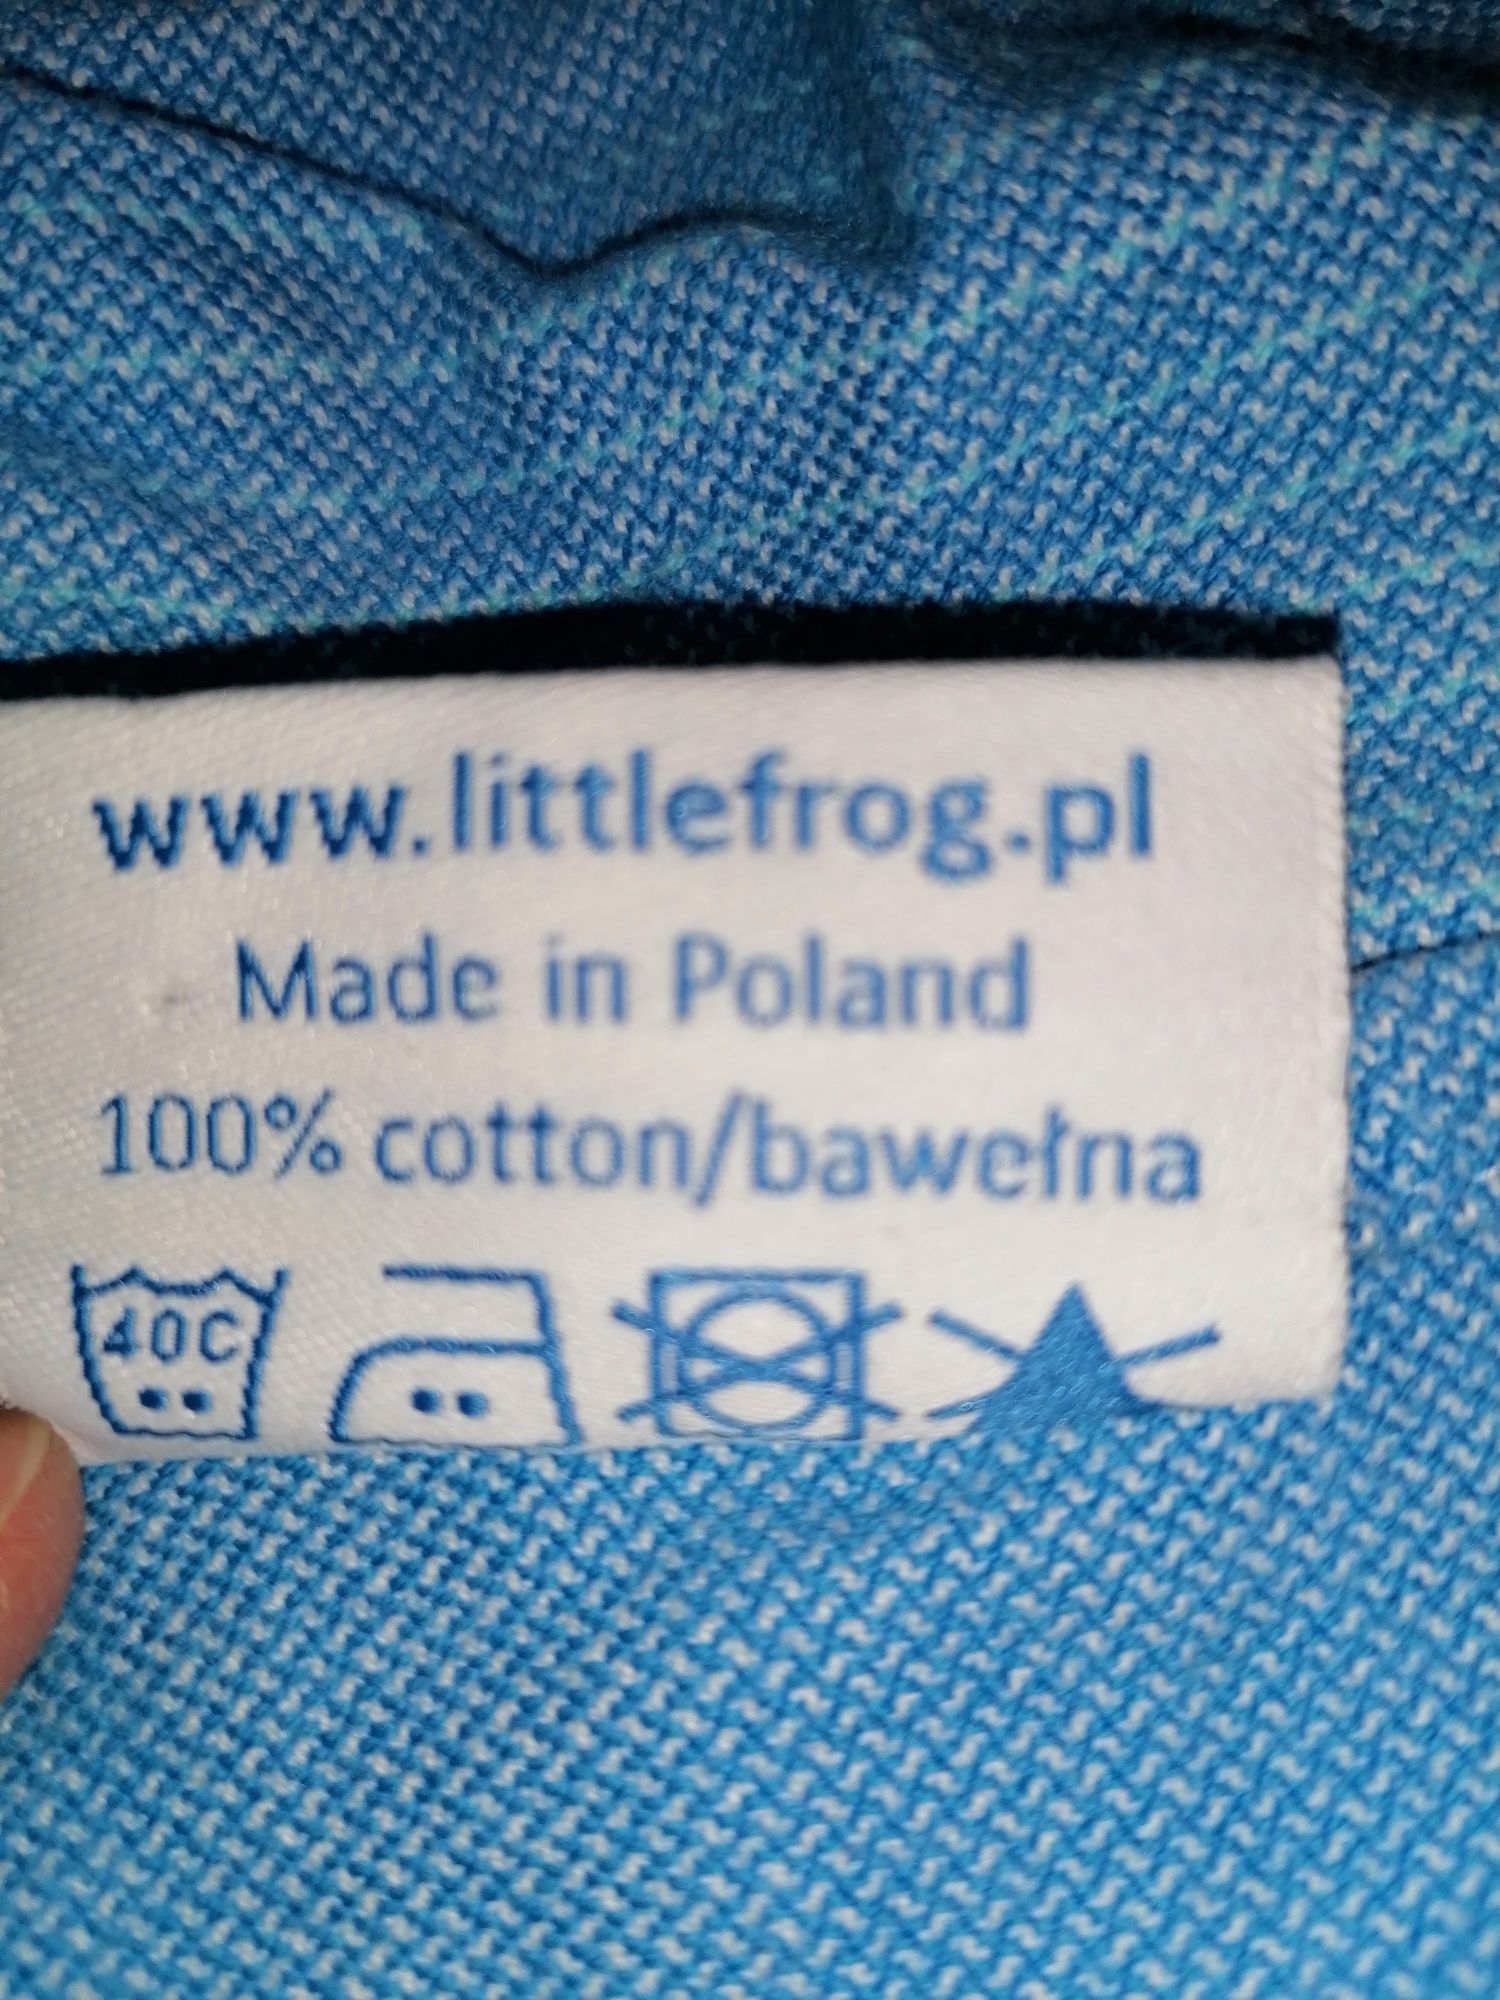 www.littlefrog.pl
Made in Poland
100% cotton/bawełna
40C